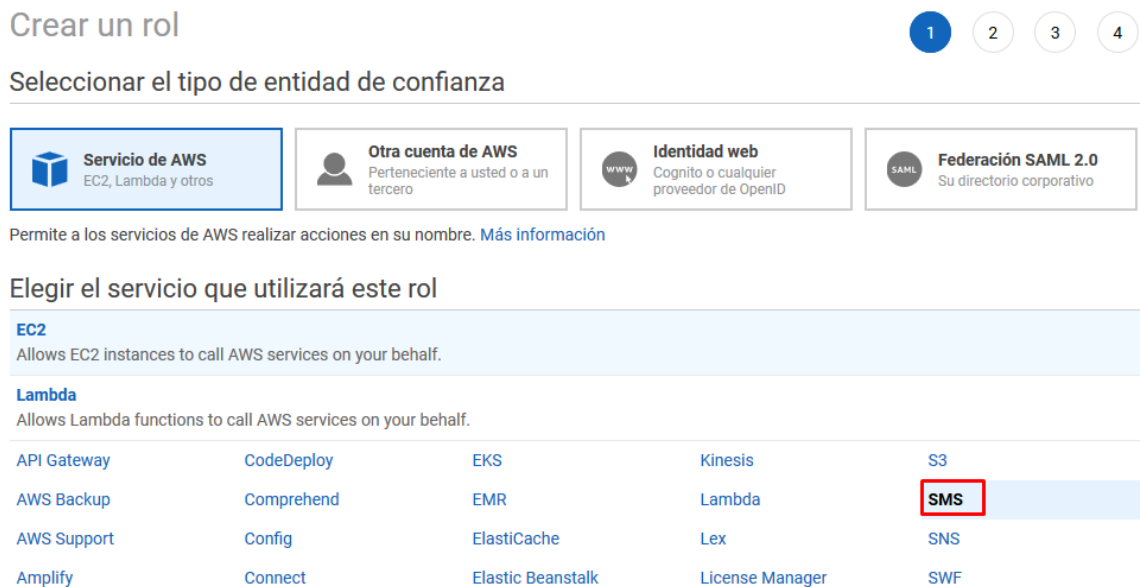 Crear un rol
1 2 3 4
Seleccionar el tipo de entidad de confianza
Servicio de AWS
EC2, Lambda y otros
Otra cuenta de AWS
Perteneciente a usted o a un
tercero
www
Identidad web
Cognito o cualquier
proveedor de OpenID
SAML
Federación SAML 2.0
Su directorio corporativo
Permite a los servicios de AWS realizar acciones en su nombre. Más información
Elegir el servicio que utilizará este rol
EC2
Allows EC2 instances to call AWS services on your behalf.
Lambda
Allows Lambda functions to call AWS services on your behalf.
API Gateway CodeDeploy EKS Kinesis S3
AWS Backup Comprehend EMR Lambda SMS
AWS Support Config ElastiCache Lex SNS
Amplify Connect Elastic Beanstalk License Manager SWF